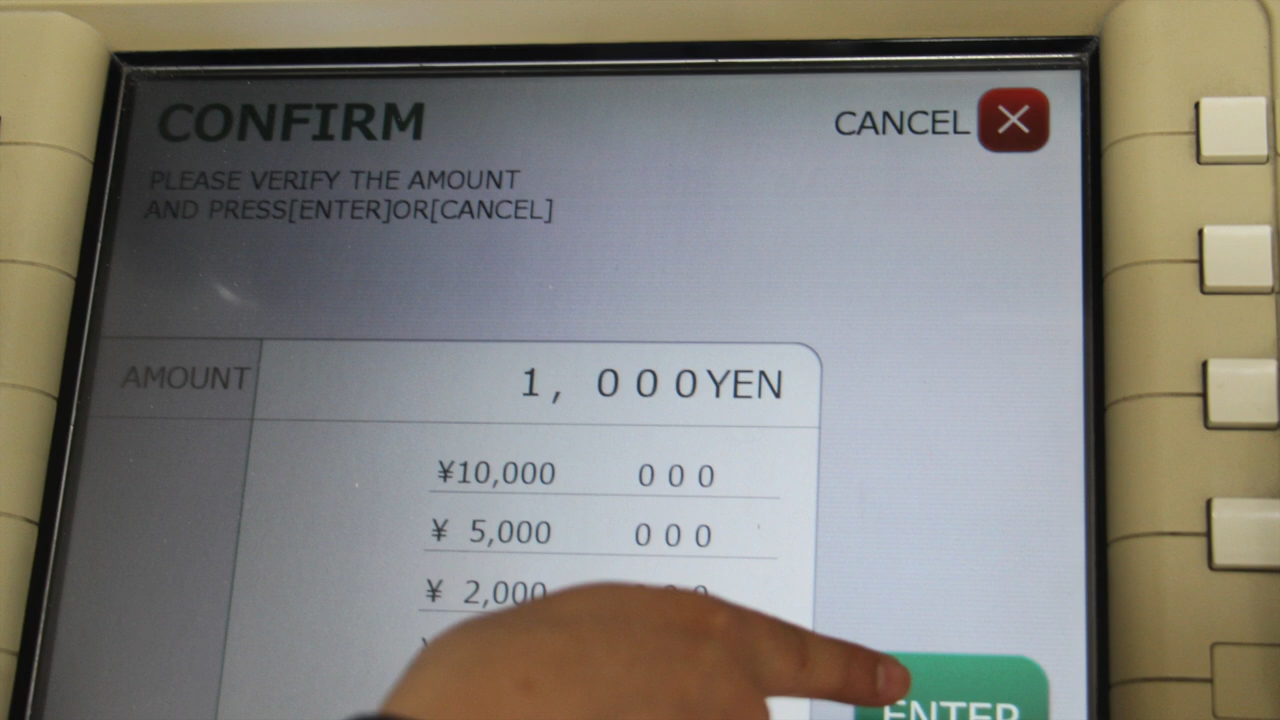 CONFIRM
CANCEL
PLEASE VERIFY THE AMOUNT
AND PRESS[ENTER]OR[CANCEL]
AMOUNT 1,000YEN
¥10,000 000
¥ 5,000 000
¥ 2,000
ENTER